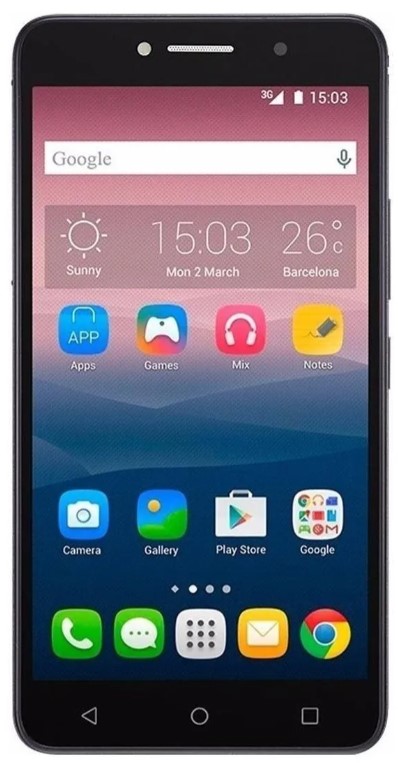 3G 15:03
Google
15:03 26°C
Sunny Mon 2 March Barcelona
APP
Apps Games Mix Notes
Camera Gallery Play Store Google